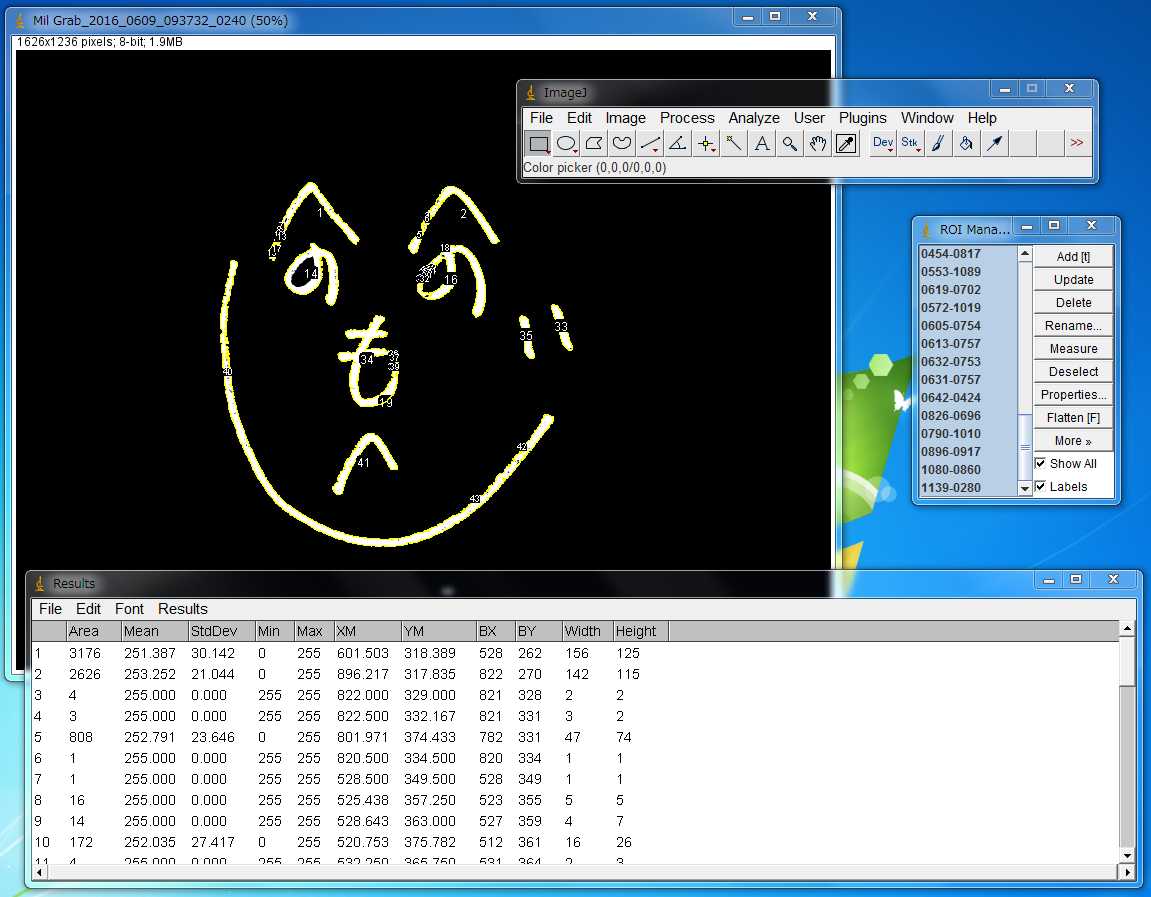 Mil Grab_2016_0609_093732_0240 (50%)
1626x1236 pixels; 8-bit; 1.9MB
ImageJ
File Edit Image Process Analyze User Plugins Window Help
A Dev Stk >>
Color picker (0,0,0/0,0,0)
1 2
13
の の
14 18 16 32
も
34 37 39 19
35 33
40
へ
41
42
43
ROI Mana...
0454-0817
0553-1089
0619-0702
0572-1019
0605-0754
0613-0757
0632-0753
0631-0757
0642-0424
0826-0696
0790-1010
0896-0917
1080-0860
1139-0280
Add [t]
Update
Delete
Rename...
Measure
Deselect
Properties...
Flatten [F]
More »
Show All
Labels
Results
File Edit Font Results
Area Mean StdDev Min Max XM YM BX BY Width Height
1 3176 251.387 30.142 0 255 601.503 318.389 528 262 156 125
2 2626 253.252 21.044 0 255 896.217 317.835 822 270 142 115
3 4 255.000 0.000 255 255 822.000 329.000 821 328 2 2
4 3 255.000 0.000 255 255 822.500 332.167 821 331 3 2
5 808 252.791 23.646 0 255 801.971 374.433 782 331 47 74
6 1 255.000 0.000 255 255 820.500 334.500 820 334 1 1
7 1 255.000 0.000 255 255 528.500 349.500 528 349 1 1
8 16 255.000 0.000 255 255 525.438 357.250 523 355 5 5
9 14 255.000 0.000 255 255 528.643 363.000 527 359 4 7
10 172 252.035 27.417 0 255 520.753 375.782 512 361 16 26
11 4 255.000 0.000 255 255 532.250 365.750 531 364 2 3